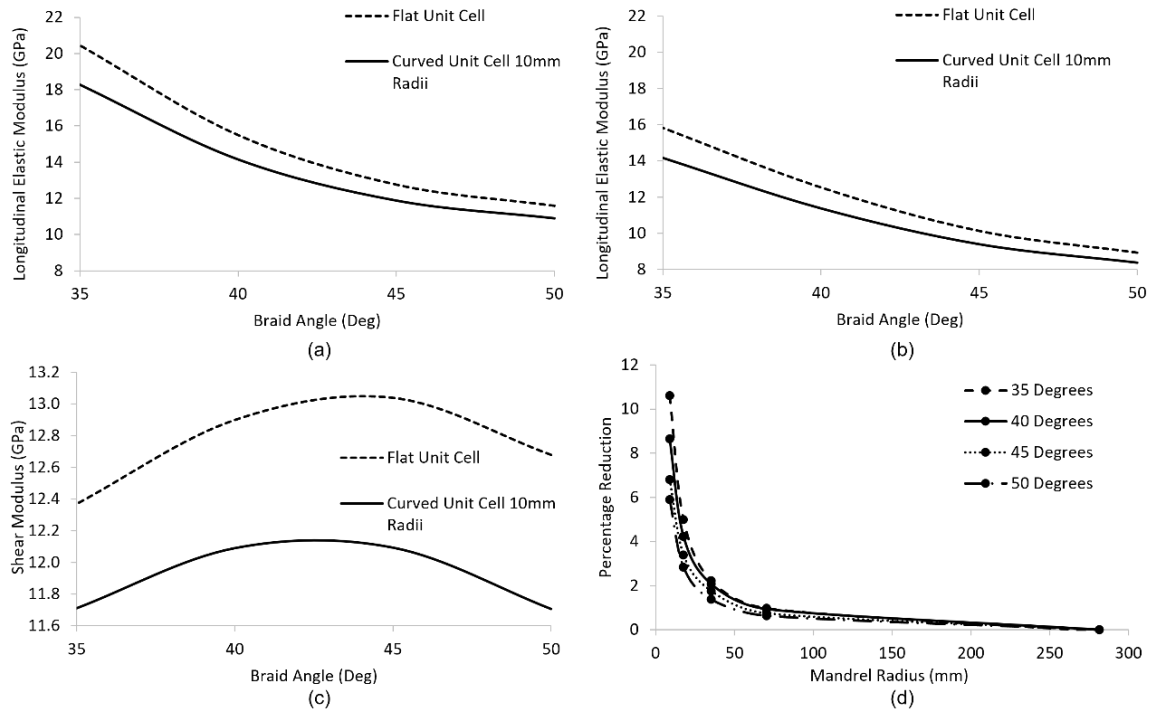 Longitudinal Elastic Modulus (GPa)
22
20
18
16
14
12
10
8
35
40
45
50
Braid Angle (Deg)
Flat Unit Cell
Curved Unit Cell 10mm
Radii
(a)
Longitudinal Elastic Modulus (GPa)
22
20
18
16
14
12
10
8
35
40
45
50
Braid Angle (Deg)
Flat Unit Cell
Curved Unit Cell 10mm
Radii
(b)
Shear Modulus (GPa)
13.2
13.0
12.8
12.6
12.4
12.2
12.0
11.8
11.6
35
40
45
50
Braid Angle (Deg)
Flat Unit Cell
Curved Unit Cell 10mm
Radii
(c)
Percentage Reduction
12
10
8
6
4
2
0
0
50
100
150
200
250
300
Mandrel Radius (mm)
35 Degrees
40 Degrees
45 Degrees
50 Degrees
(d)